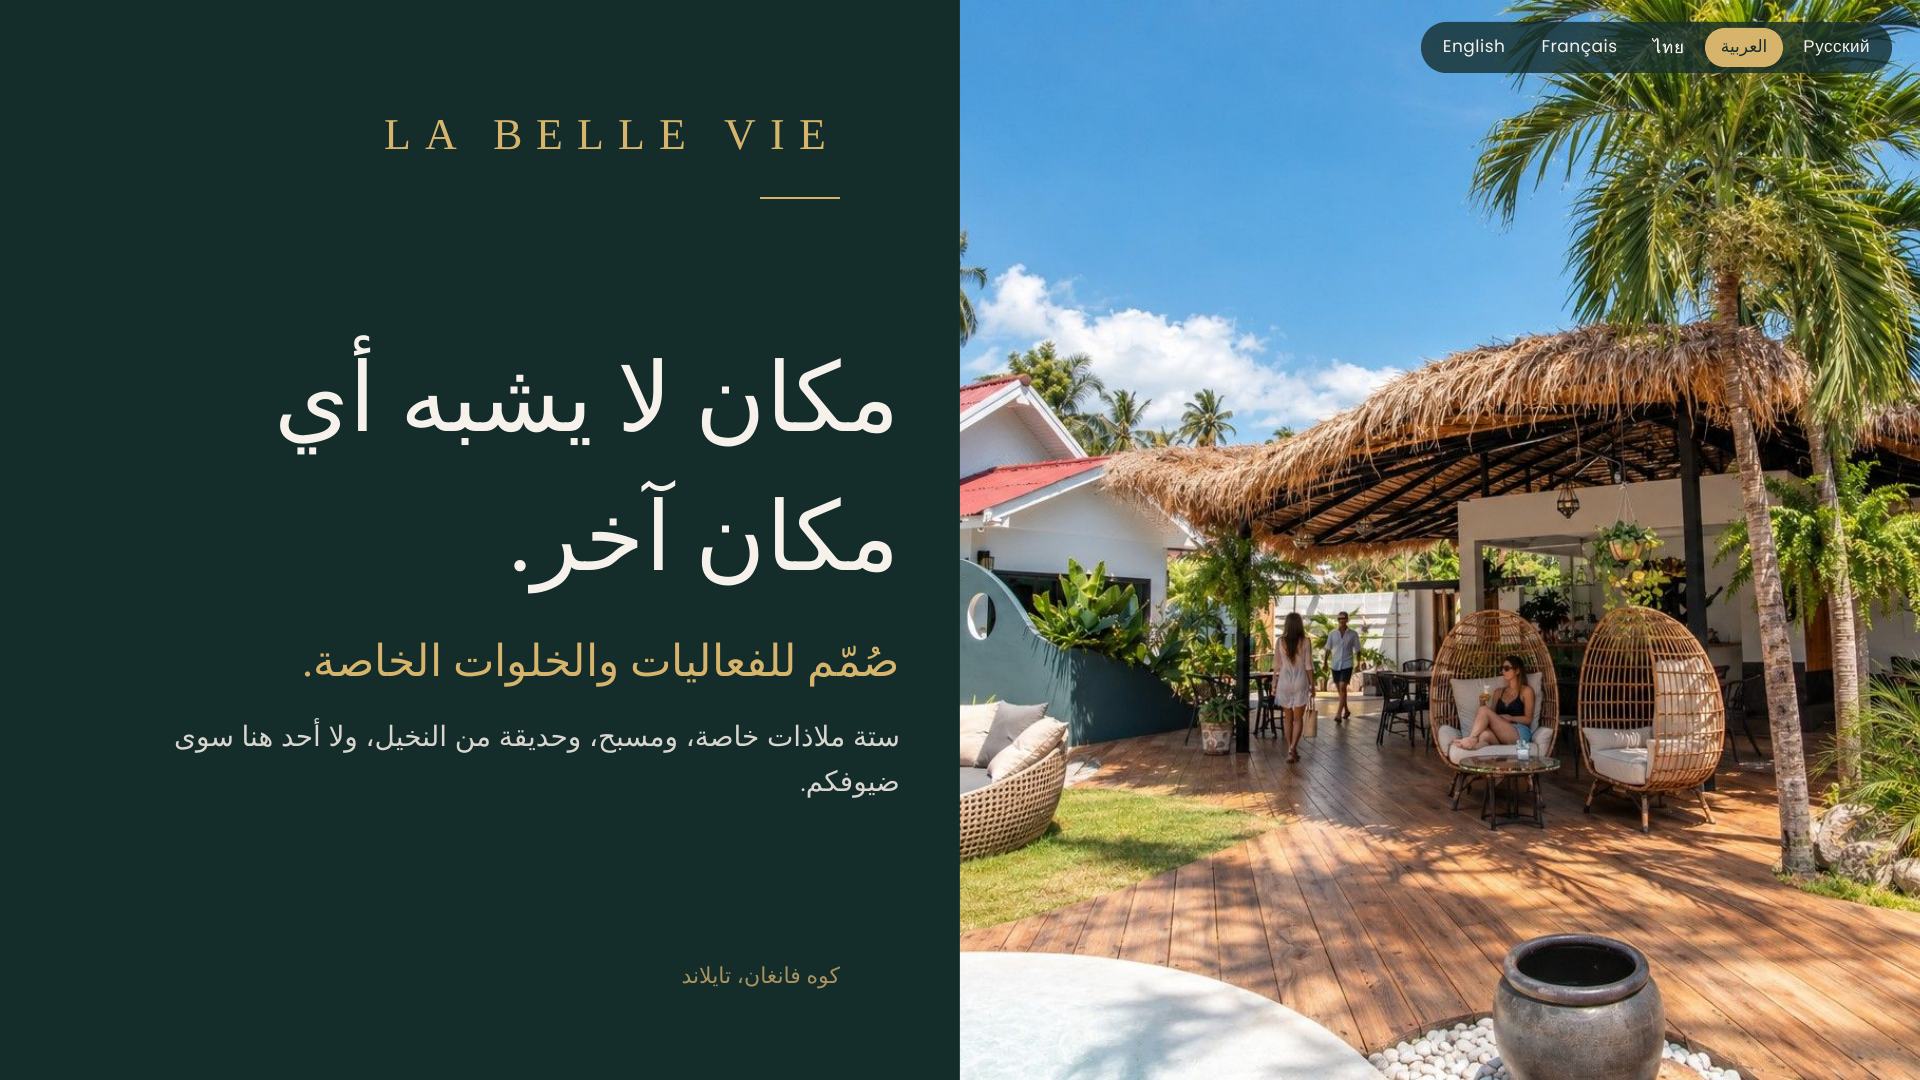 English Français ไทย العربية Русский
LA BELLE VIE
مكان لا يشبه أي
مكان آخر.
صُمّم للفعاليات والخلوات الخاصة.
ستة ملاذات خاصة، ومسبح، وحديقة من النخيل، ولا أحد هنا سوى
ضيوفكم.
كوه فانغان، تايلاند